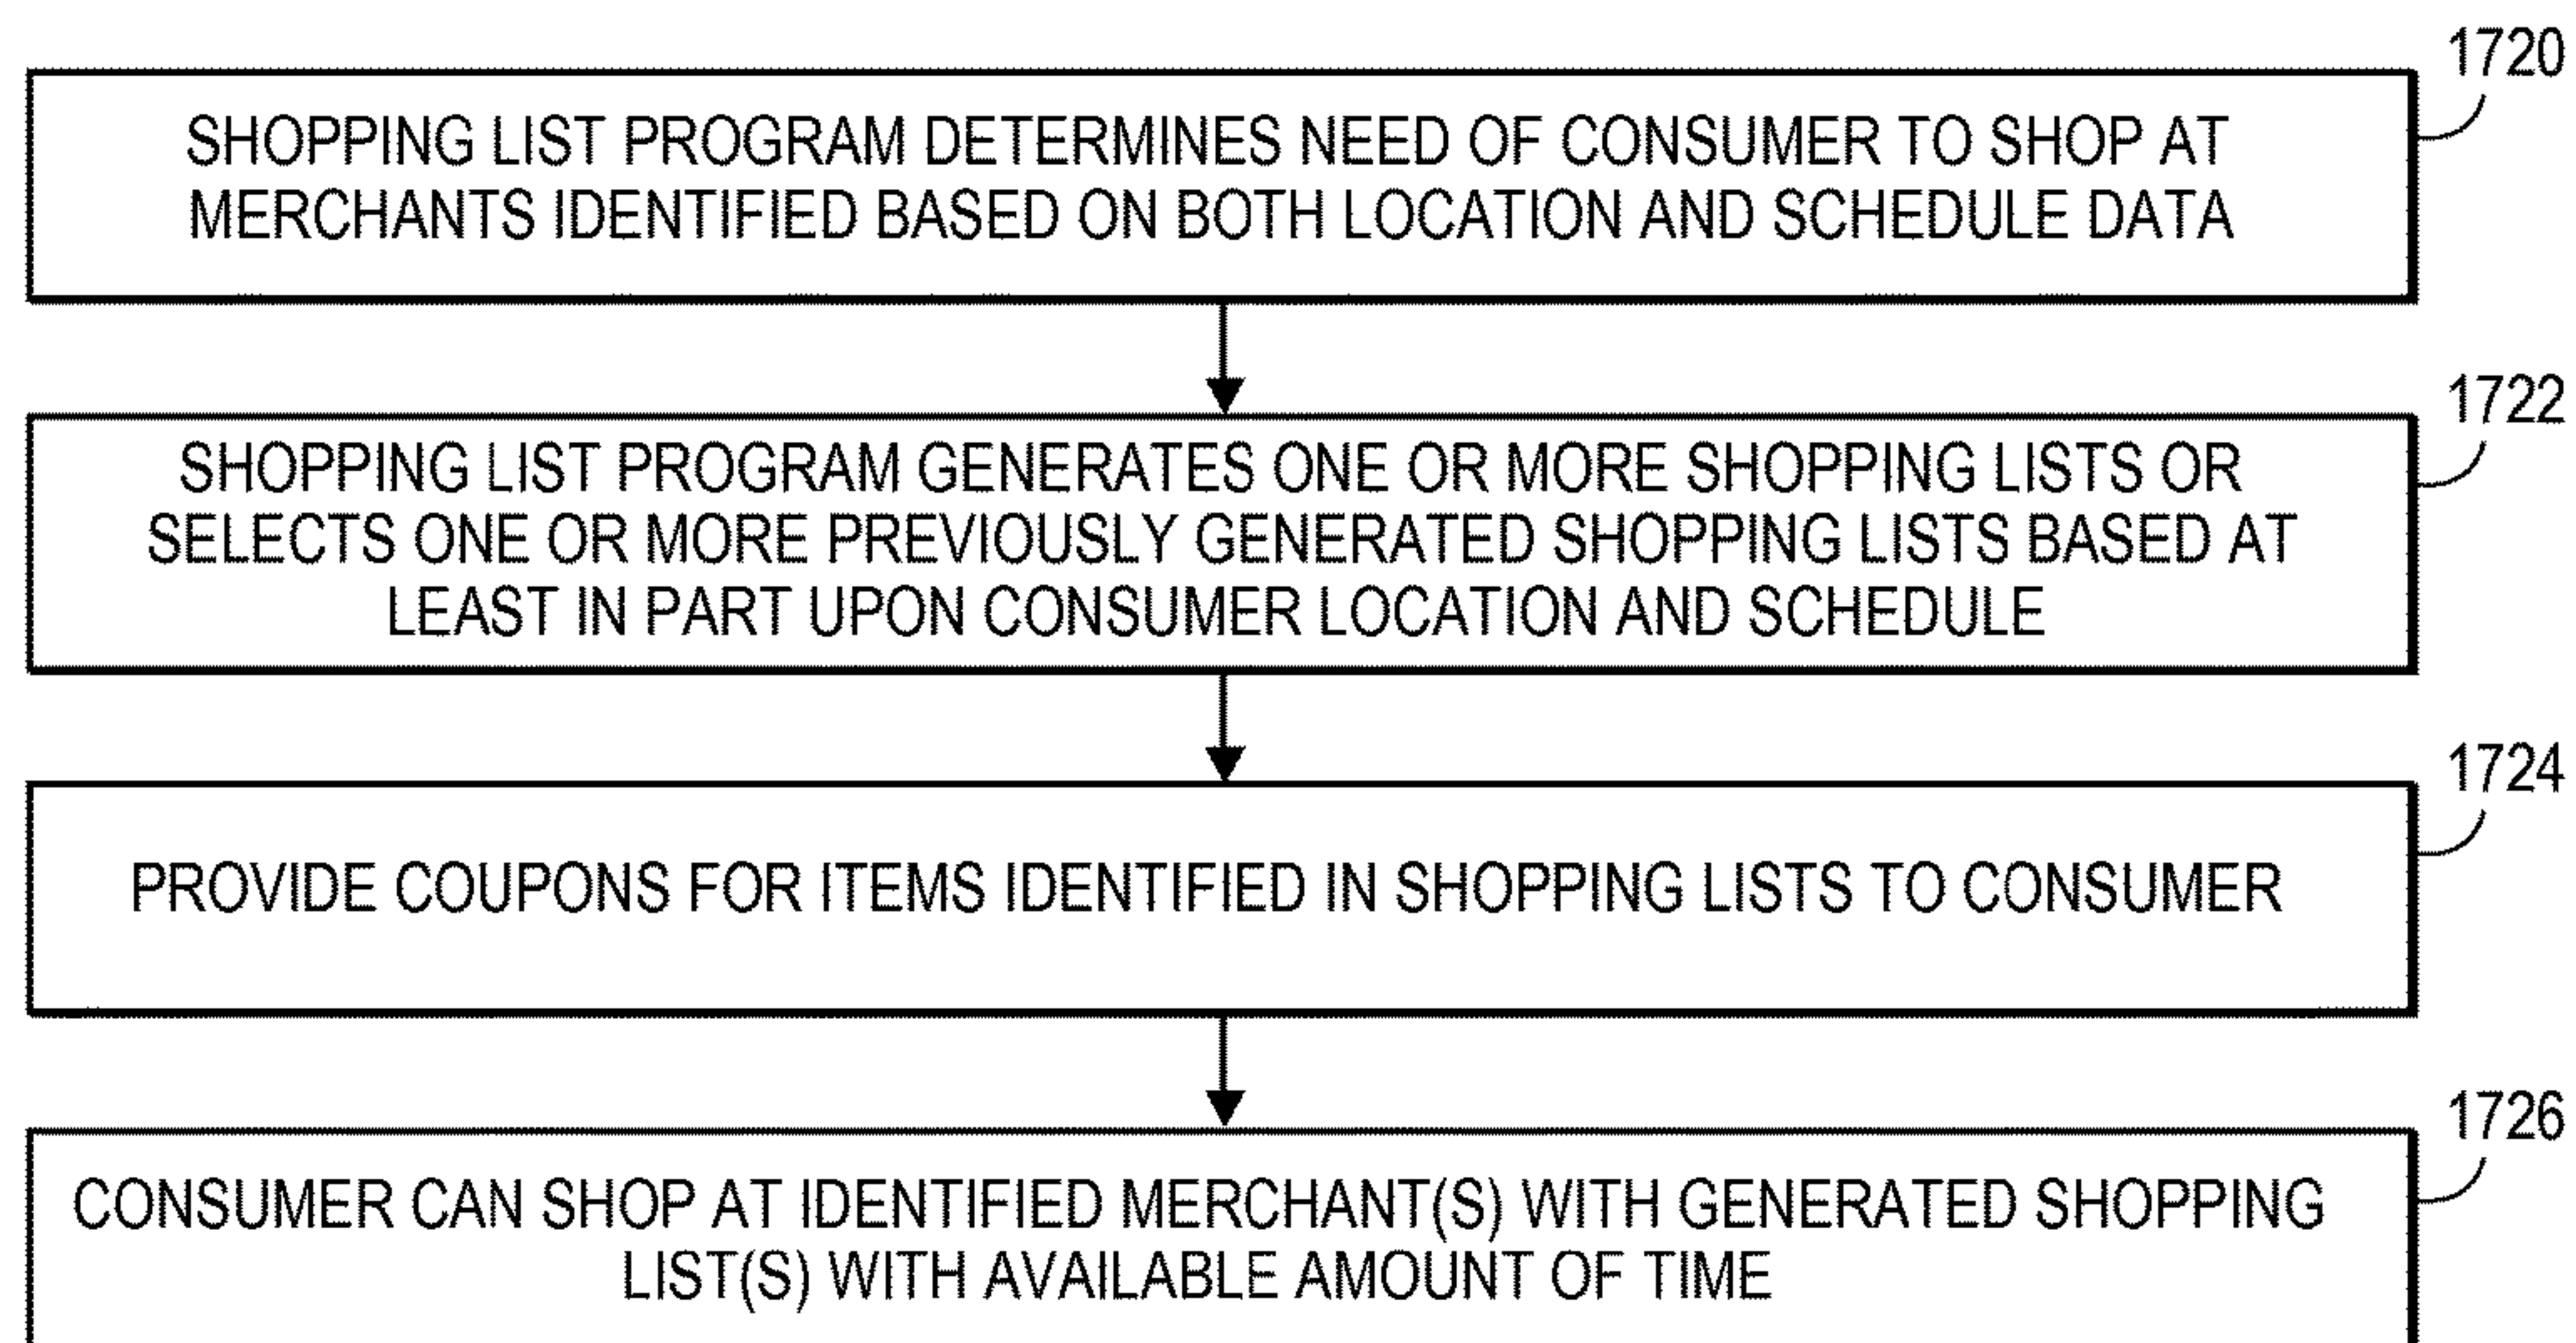 1720
SHOPPING LIST PROGRAM DETERMINES NEED OF CONSUMER TO SHOP AT
MERCHANTS IDENTIFIED BASED ON BOTH LOCATION AND SCHEDULE DATA
1722
SHOPPING LIST PROGRAM GENERATES ONE OR MORE SHOPPING LISTS OR
SELECTS ONE OR MORE PREVIOUSLY GENERATED SHOPPING LISTS BASED AT
LEAST IN PART UPON CONSUMER LOCATION AND SCHEDULE
1724
PROVIDE COUPONS FOR ITEMS IDENTIFIED IN SHOPPING LISTS TO CONSUMER
1726
CONSUMER CAN SHOP AT IDENTIFIED MERCHANT(S) WITH GENERATED SHOPPING
LIST(S) WITH AVAILABLE AMOUNT OF TIME